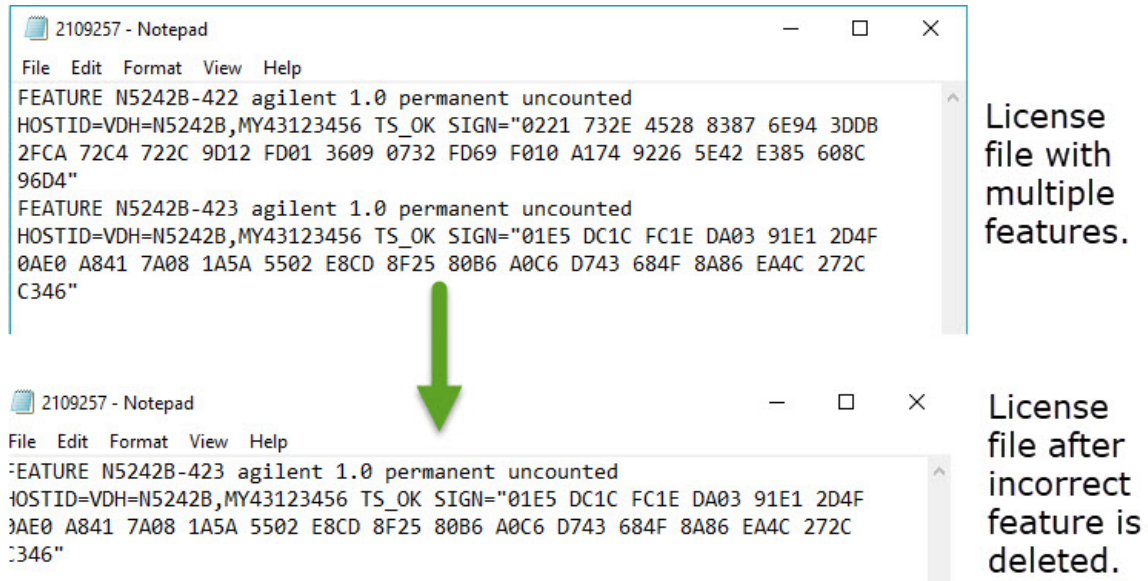 2109257 - Notepad
File Edit Format View Help
FEATURE N5242B-422 agilent 1.0 permanent uncounted
HOSTID=VDH=N5242B,MY43123456 TS_OK SIGN="0221 732E 4528 8387 6E94 3DDB
2FCA 72C4 722C 9D12 FD01 3609 0732 FD69 F010 A174 9226 5E42 E385 608C
96D4"
FEATURE N5242B-423 agilent 1.0 permanent uncounted
HOSTID=VDH=N5242B,MY43123456 TS_OK SIGN="01E5 DC1C FC1E DA03 91E1 2D4F
0AE0 A841 7A08 1A5A 5502 E8CD 8F25 80B6 A0C6 D743 684F 8A86 EA4C 272C
C346"
License
file with
multiple
features.
2109257 - Notepad
File Edit Format View Help
FEATURE N5242B-423 agilent 1.0 permanent uncounted
HOSTID=VDH=N5242B,MY43123456 TS_OK SIGN="01E5 DC1C FC1E DA03 91E1 2D4F
0AE0 A841 7A08 1A5A 5502 E8CD 8F25 80B6 A0C6 D743 684F 8A86 EA4C 272C
C346"
License
file after
incorrect
feature is
deleted.